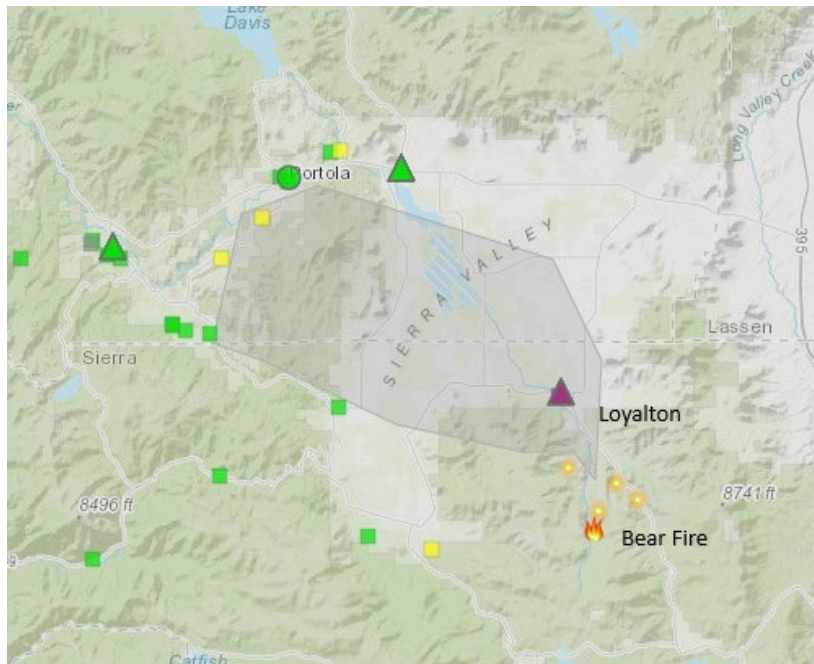 Lake
Davis
Portola
Long Valley Creek
395
SIERRA VALLEY
Lassen
Sierra
Loyalton
8496 ft
8741 ft
Bear Fire
Catfish